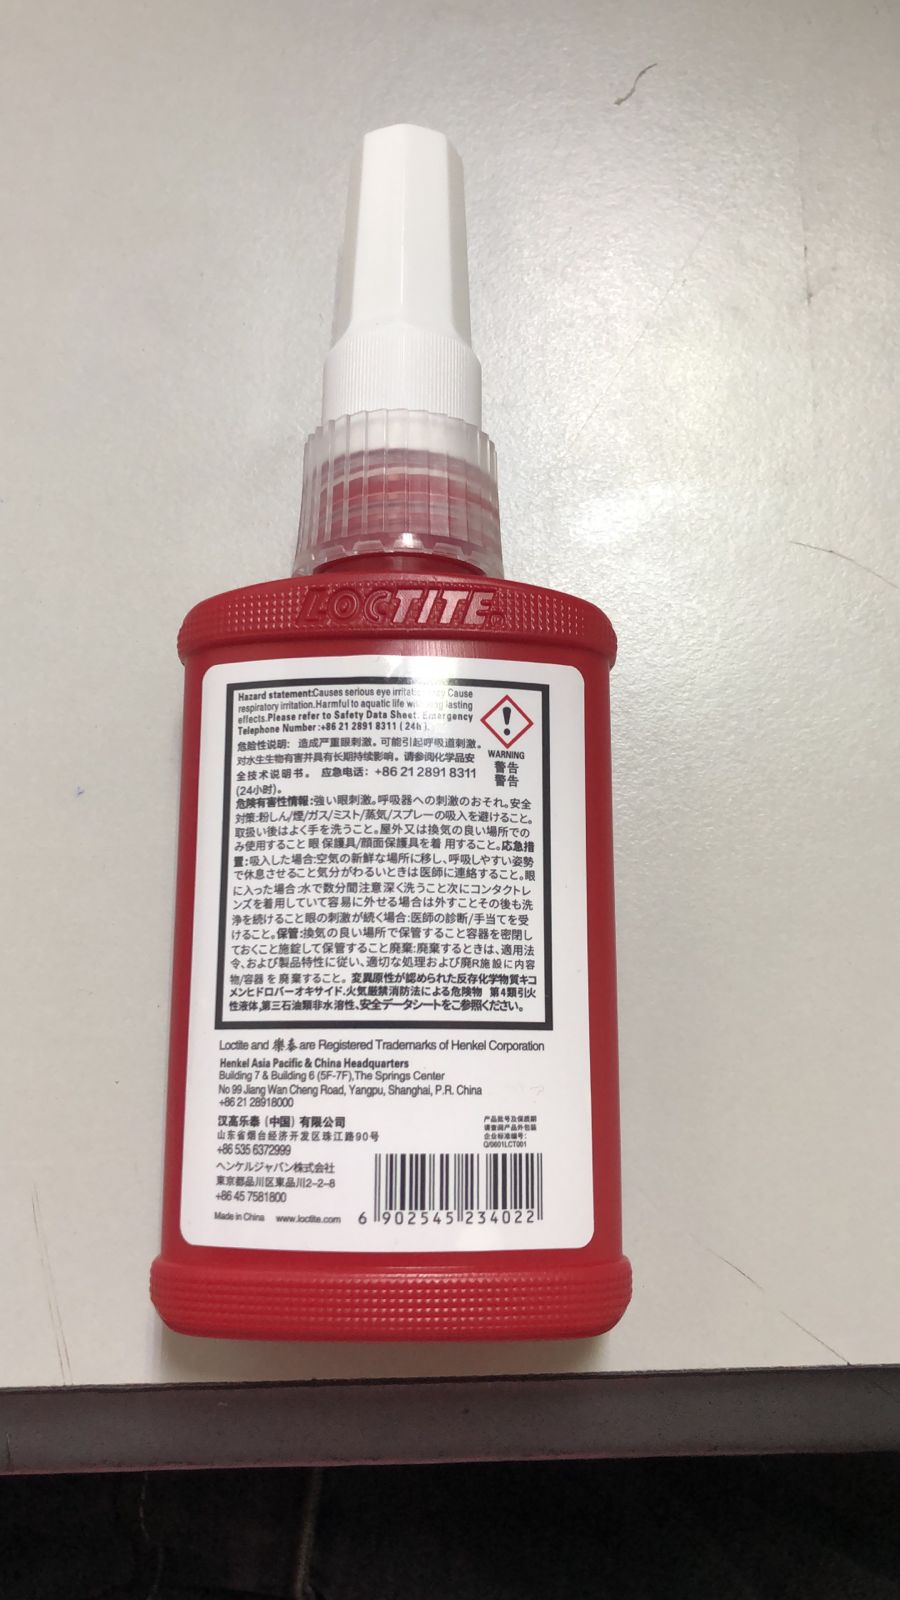 LOCTITE
Hazard statement:Causes serious eye Cause
respiratory irritation.Harmful to aquatic life lasting
effects.Please refer to Safety Data Sheet. Emergency
Telephone Number:+86 21 2891 8311 (24h).
WARNING
警告
警告
危险性说明: 造成严重眼刺激。可能引起呼吸道刺激。
对水生生物有害并具有长期持续影响。请参阅化学品安
全技术说明书。 应急电话: +86 21 2891 8311
(24小时)。
危険有害性情報:強い眼刺激。呼吸器への刺激のおそれ。安全
対策:粉じん/煙/ガス/ミスト/蒸気/スプレーの吸入を避けること。
取扱い後はよく手を洗うこと。屋外又は換気の良い場所での
み使用すること 眼保護具/顔面保護具を着用すること。応急措
置:吸入した場合:空気の新鮮な場所に移し、呼吸しやすい姿勢
で休息させること気分がわるいときは医師に連絡すること。眼
に入った場合:水で数分間注意深く洗うこと次にコンタクトレ
ンズを着用していて容易に外せる場合は外すことその後も洗
浄を続けること眼の刺激が続く場合:医師の診断/手当てを受
けること。保管:換気の良い場所で保管すること容器を密閉し
ておくこと施錠して保管すること廃棄:廃棄するときは、適用法
令、および製品特性に従い、適切な処理および廃R施設に内容
物/容器を廃棄すること。変異原性が認められた反存化学物質キコ
メンヒドロバーオキサイド.火気厳禁消防法による危険物 第4類引火
性液体,第三石油類非水溶性、安全データシートをご参照ください。
Loctite and 樂泰 are Registered Trademarks of Henkel Corporation
Henkel Asia Pacific & China Headquarters
Building 7 & Building 6 (5F-7F),The Springs Center
No 99 Jiang Wan Cheng Road, Yangpu, Shanghai, P.R. China
+86 21 28918000
汉高乐泰（中国）有限公司
山东省烟台经济开发区珠江路90号
+86 535 6372999
ヘンケルジャパン株式会社
東京都品川区東品川2-2-8
+86 45 7581800
Made in China www.loctite.com
产品批号及保质期
请查阅产品外包装
企业标准编号:
Q/0601LCT001
6 902545 234022